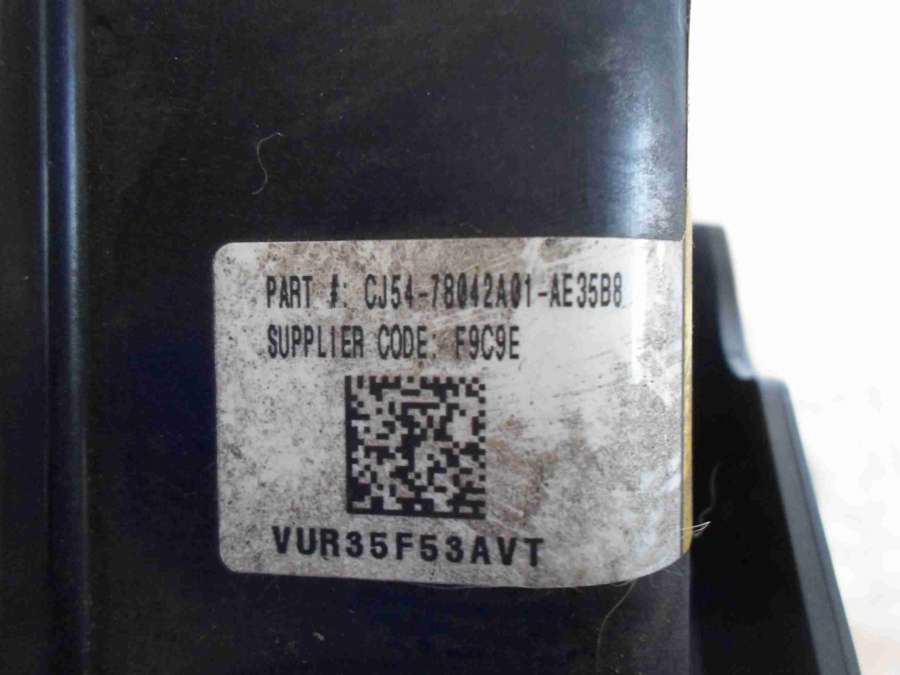 PART #: CJ54-78042A01-AE35B8
SUPPLIER CODE: F9C9E
VUR35F53AVT